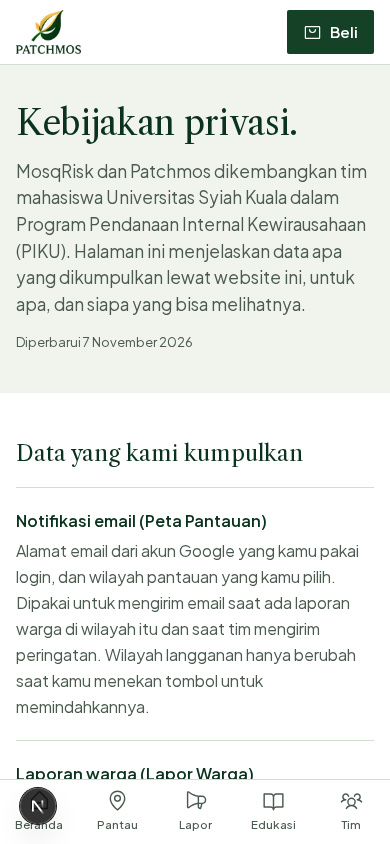 PATCHMOS
Beli
Kebijakan privasi.
MosqRisk dan Patchmos dikembangkan tim
mahasiswa Universitas Syiah Kuala dalam
Program Pendanaan Internal Kewirausahaan
(PIKU). Halaman ini menjelaskan data apa
yang dikumpulkan lewat website ini, untuk
apa, dan siapa yang bisa melihatnya.
Diperbarui 7 November 2026
Data yang kami kumpulkan
Notifikasi email (Peta Pantauan)
Alamat email dari akun Google yang kamu pakai
login, dan wilayah pantauan yang kamu pilih.
Dipakai untuk mengirim email saat ada laporan
warga di wilayah itu dan saat tim mengirim
peringatan. Wilayah langganan hanya berubah
saat kamu menekan tombol untuk
memindahkannya.
Laporan warga (Lapor Warga)
N
Beranda
Pantau
Lapor
Edukasi
Tim